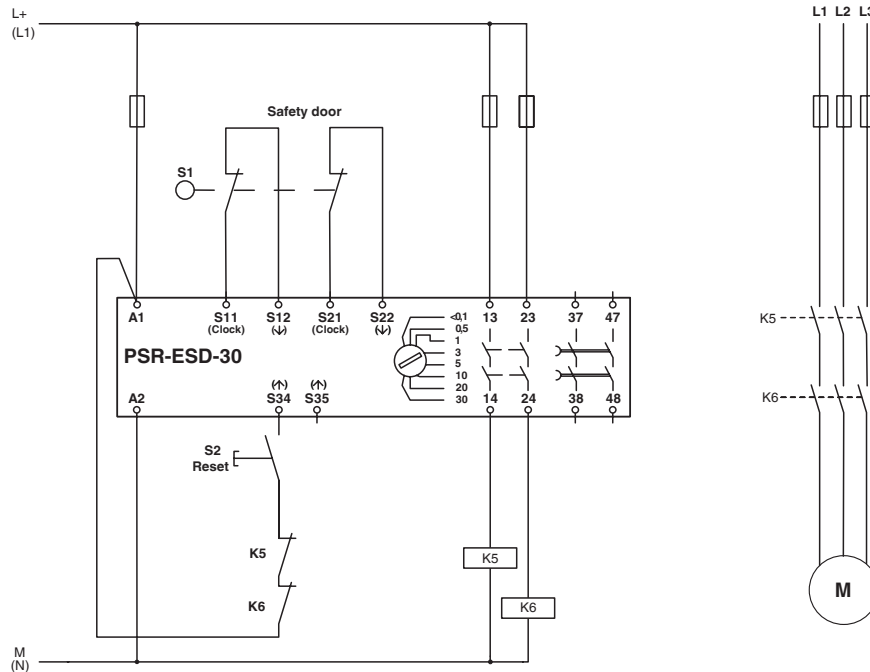 L+
(L1)
L1 L2 L3
Safety door
S1
A1 S11 S12 S21 S22 13 23 37 47
(Clock) (↓) (Clock) (↓)
<0,1
0,5
1
3
5
10
20
30
PSR-ESD-30
(↑) (↑)
A2 S34 S35 14 24 38 48
K5
K6
S2
Reset
K5
K6
K5
K6
M
M
(N)